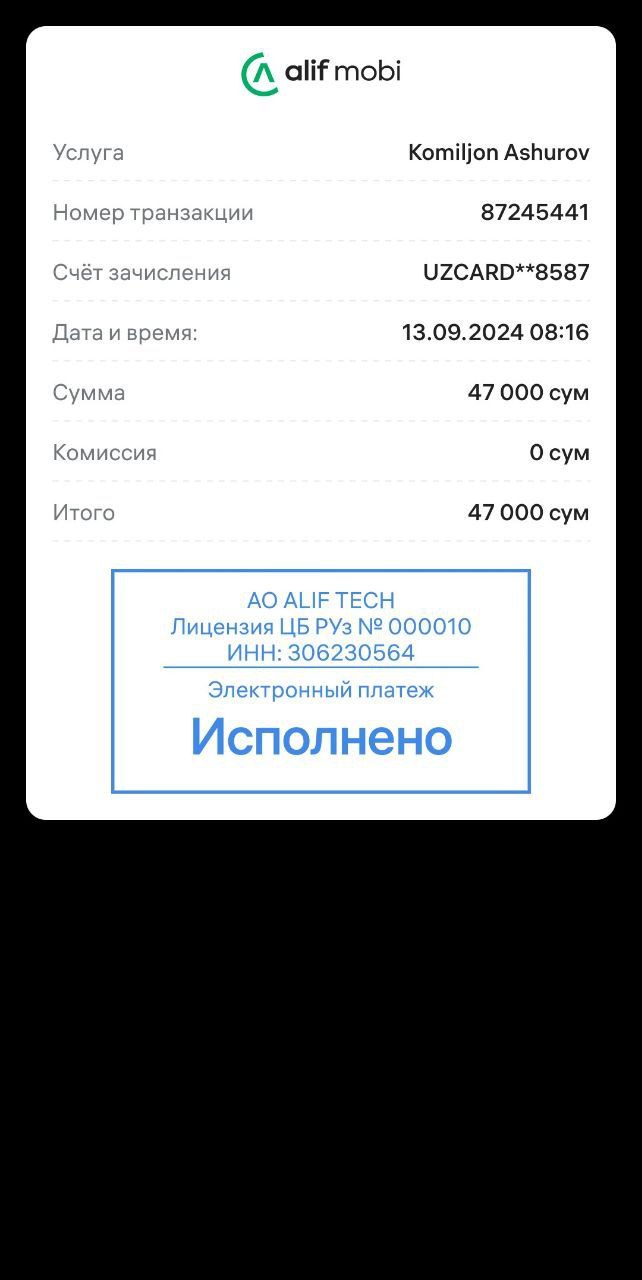 alif mobi
Услуга Komiljon Ashurov
Номер транзакции 87245441
Счёт зачисления UZCARD**8587
Дата и время: 13.09.2024 08:16
Сумма 47 000 сум
Комиссия 0 сум
Итого 47 000 сум
АО ALIF TECH
Лицензия ЦБ РУз № 000010
ИНН: 306230564
Электронный платеж
Исполнено